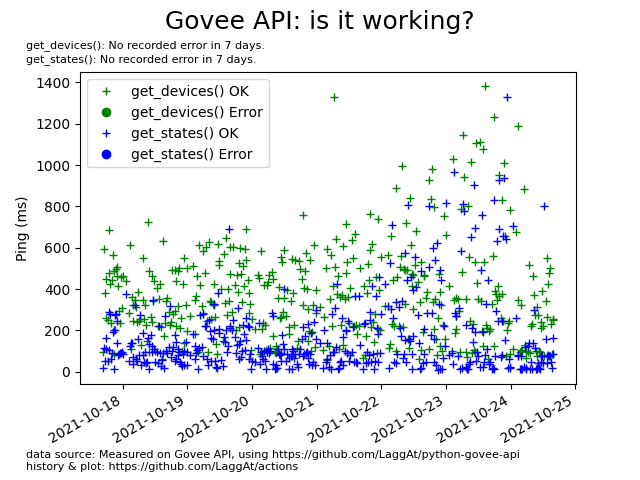 Govee API: is it working?
get_devices(): No recorded error in 7 days.
get_states(): No recorded error in 7 days.
get_devices() OK
get_devices() Error
get_states() OK
get_states() Error
Ping (ms)
1400
1200
1000
800
600
400
200
0
2021-10-18
2021-10-19
2021-10-20
2021-10-21
2021-10-22
2021-10-23
2021-10-24
2021-10-25
data source: Measured on Govee API, using https://github.com/LaggAt/python-govee-api
history & plot: https://github.com/LaggAt/actions